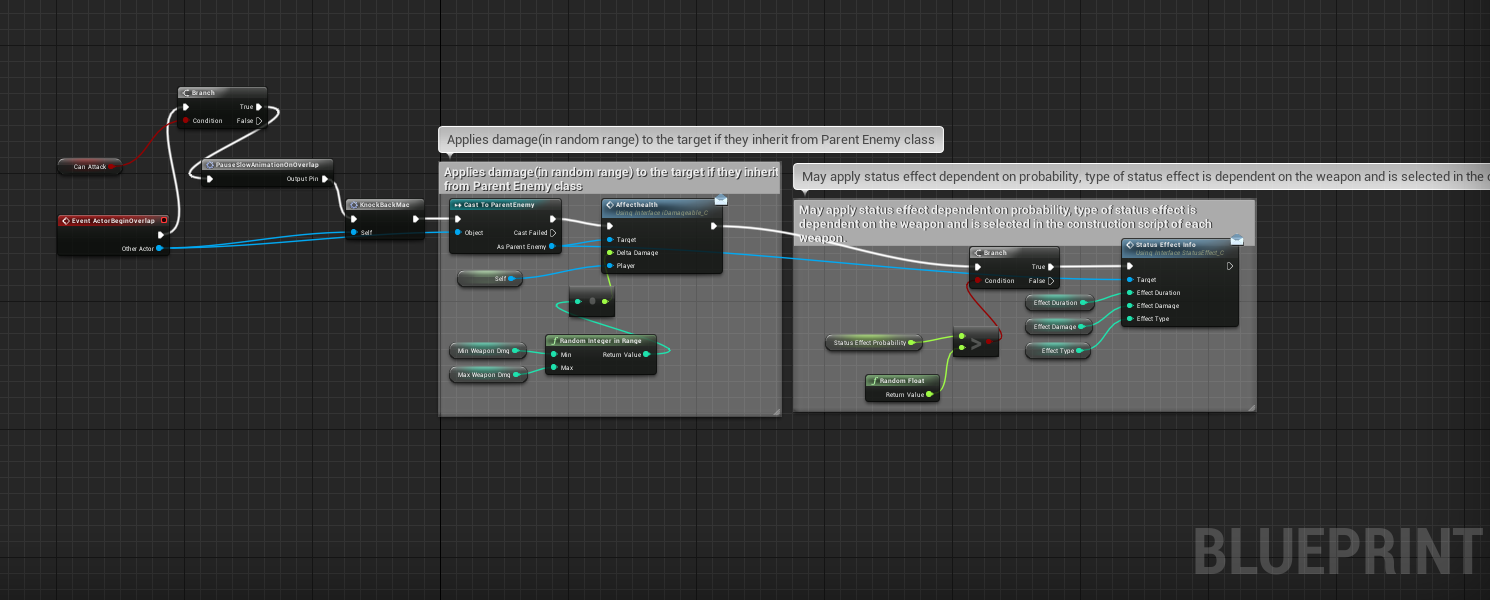 Branch
True
Condition
False
Can Attack
PauseSlowAnimationOnOverlap
Output Pin
Event ActorBeginOverlap
Other Actor
KnockBackMac
Self
Applies damage(in random range) to the target if they inherit from Parent Enemy class
Applies damage(in random range) to the target if they inherit
from Parent Enemy class
Cast To ParentEnemy
Object
Cast Failed
As Parent Enemy
Affecthealth
Using Interface iDamageable_C
Target
Delta Damage
Player
Self
Random Integer in Range
Min
Return Value
Max
Min Weapon Dmg
Max Weapon Dmg
May apply status effect dependent on probability, type of status effect is dependent on the weapon and is selected in the
May apply status effect dependent on probability, type of status effect is
dependent on the weapon and is selected in the construction script of each
weapon.
Branch
True
Condition
False
Status Effect Info
Using Interface StatusEffect_C
Target
Effect Duration
Effect Damage
Effect Type
Effect Duration
Effect Damage
Effect Type
Status Effect Probability
>
Random Float
Return Value
BLUEPRINT